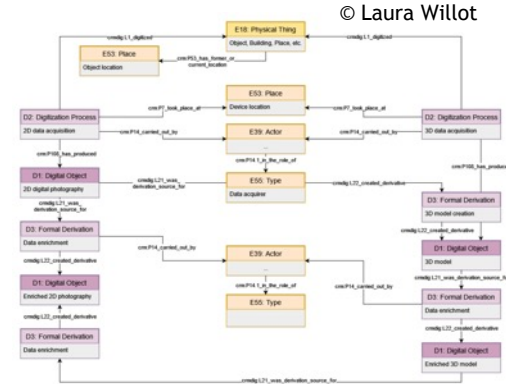 © Laura Willot
E18: Physical Thing
Object, Building, Place, etc
crmdig:L1_digitized
crmdig:L1_digitized
E53: Place
Object location
crm:P53_has_former_or_
current_location
E53: Place
Device location
D2: Digitization Process
2D data acquisition
crm:P7_took_place_at
crm:P7_took_place_at
D2: Digitization Process
3D data acquisition
crm:P14_carried_out_by
E39: Actor
...
crm:P14_carried_out_by
crm:P108_has_produced
crm:P14.1_in_the_role_of
crm:P108_has_produced
D1: Digital Object
2D digital photography
crmdig:L21_was_
derivation_source_for
E55: Type
Data acquirer
crmdig:L22_created_derivative
D3: Formal Derivation
3D model creation
crmdig:L21_was_
derivation_source_for
crmdig:L22_created_derivative
D3: Formal Derivation
Data enrichment
crm:P14_carried_out_by
E39: Actor
...
D1: Digital Object
3D model
crmdig:L22_created_derivative
crmdig:L21_was_derivation_source_for
D1: Digital Object
Enriched 2D photography
crm:P14.1_in_the_role_of
crm:P14_carried_out_by
D3: Formal Derivation
Data enrichment
E55: Type
crmdig:L22_created_derivative
crmdig:L22_created_derivative
D3: Formal Derivation
Data enrichment
D1: Digital Object
Enriched 3D model
crmdig:L21_was_derivation_source_for